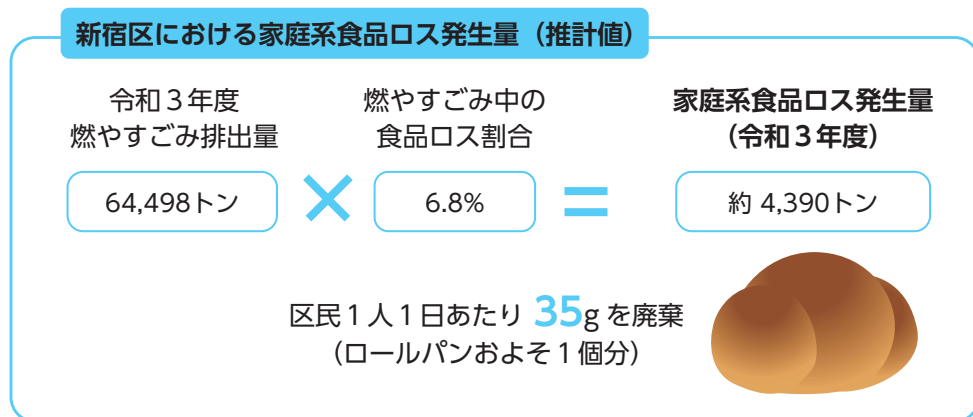 新宿区における家庭系食品ロス発生量（推計値）
令和３年度
燃やすごみ排出量
64,498トン
×
燃やすごみ中の
食品ロス割合
6.8%
=
家庭系食品ロス発生量
（令和３年度）
約 4,390トン
区民１人１日あたり 35g を廃棄
（ロールパンおよそ１個分）